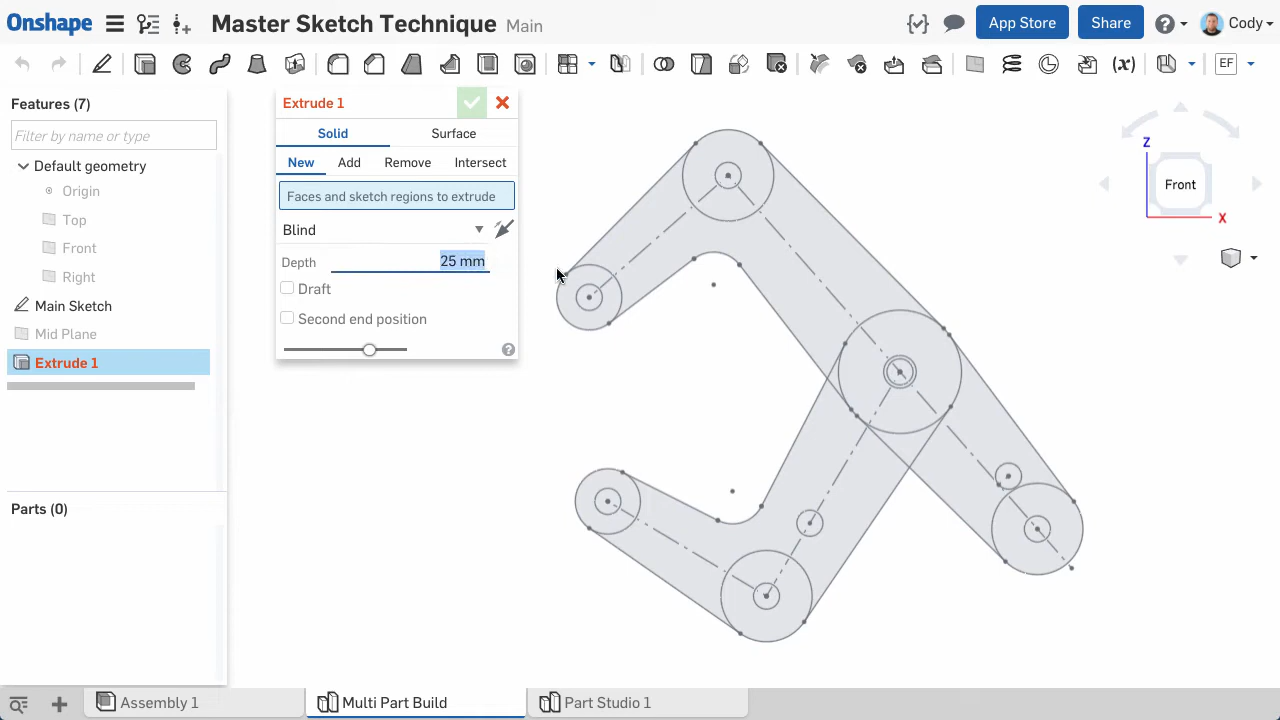 Onshape
Master Sketch Technique Main
App Store
Share
Cody
(x)
EF
Features (7)
Filter by name or type
Default geometry
Origin
Top
Front
Right
Main Sketch
Mid Plane
Extrude 1
Parts (0)
Extrude 1
Solid Surface
New Add Remove Intersect
Faces and sketch regions to extrude
Blind
Depth 25 mm
Draft
Second end position
Z
Front
X
Assembly 1
Multi Part Build
Part Studio 1